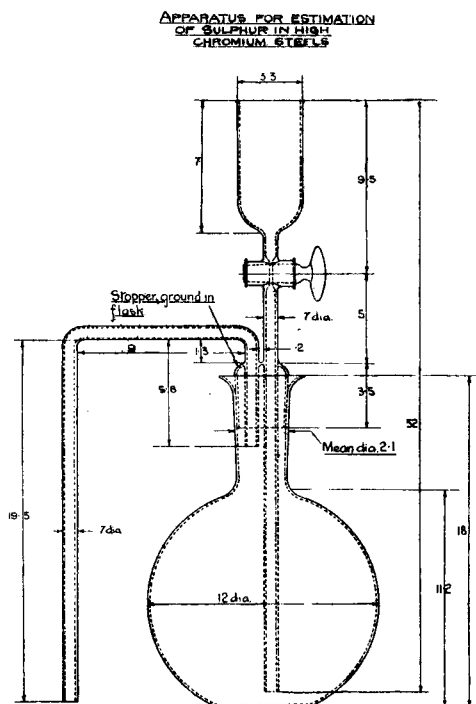 APPARATUS FOR ESTIMATION
OF SULPHUR IN HIGH
CHROMIUM STEELS
3.3
7
9.5
Stopper, ground in
flask
7 dia.
5
.2
9
1.3
5.8
3.5
32
Mean dia. 2.1
18
19.5
7 dia
11.2
12 dia.